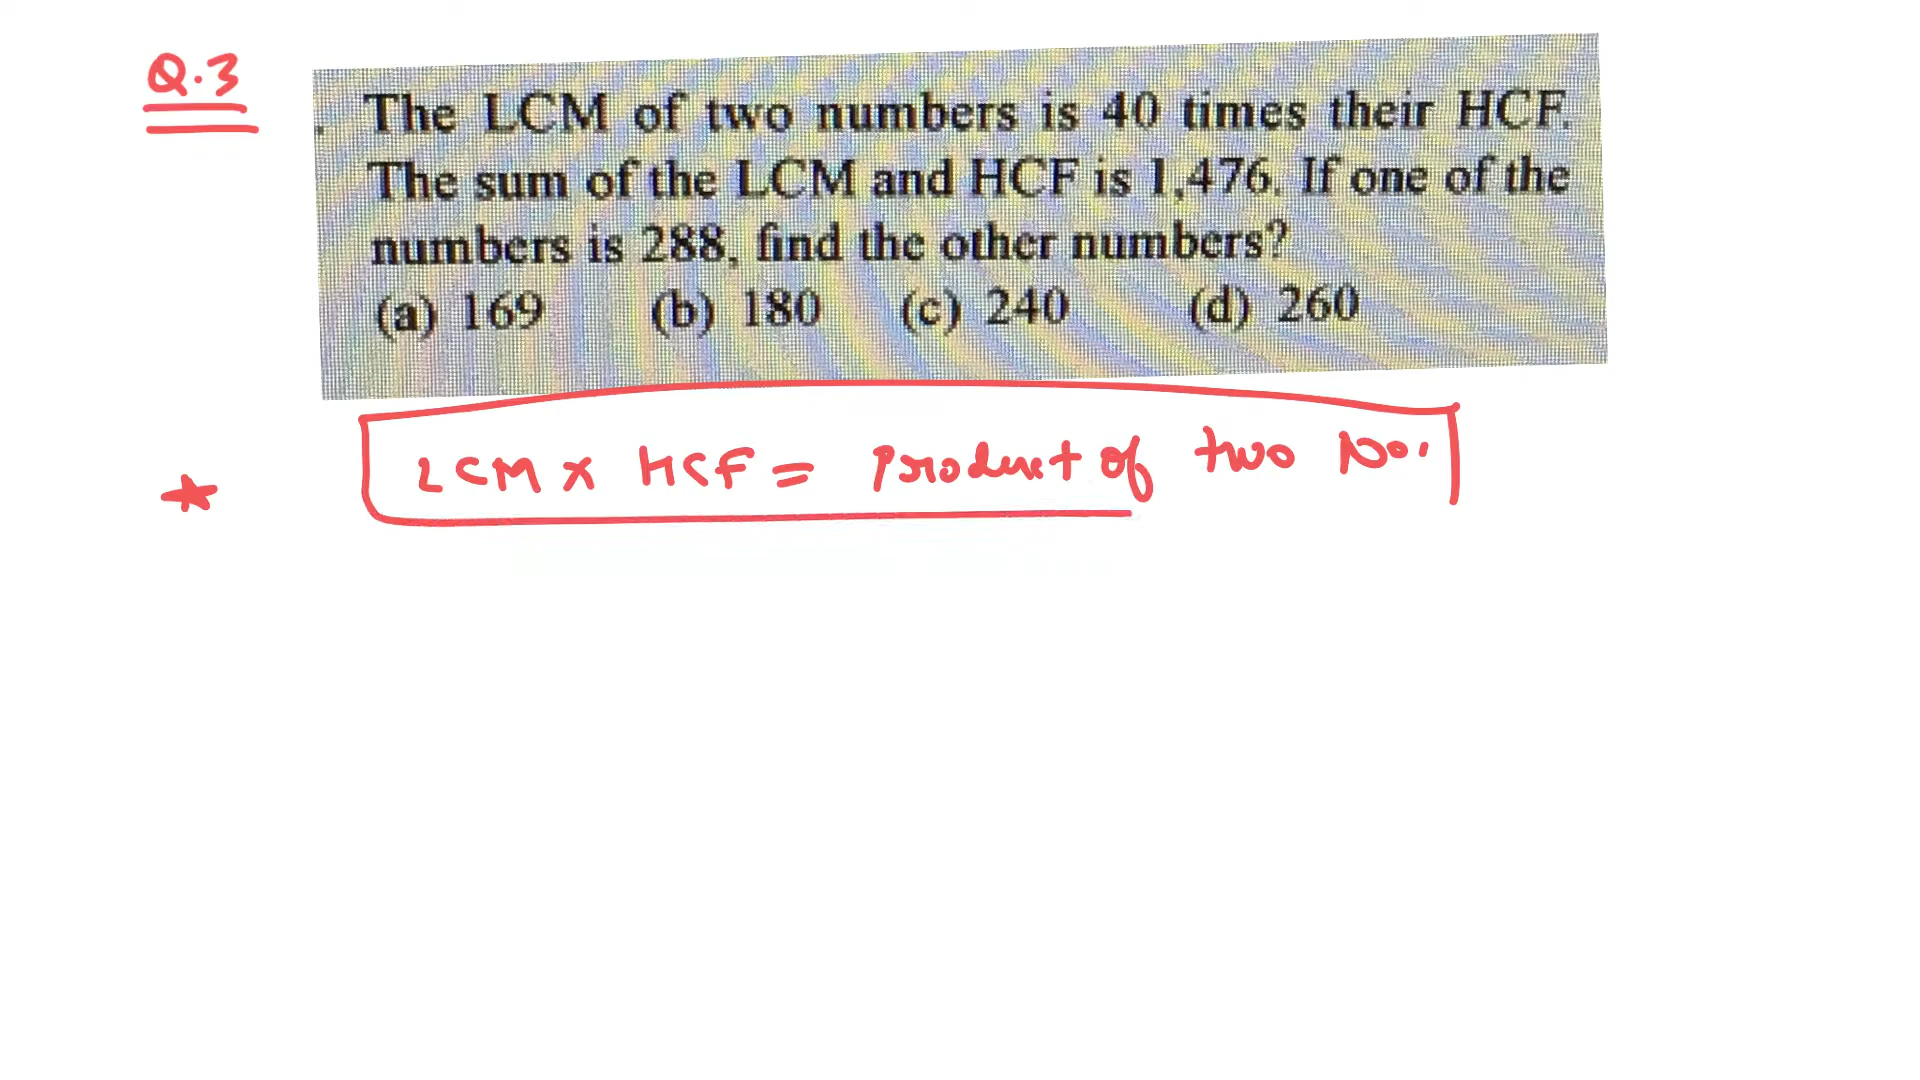 Q.3
The LCM of two numbers is 40 times their HCF.
The sum of the LCM and HCF is 1,476. If one of the
numbers is 288, find the other numbers?
(a) 169 (b) 180 (c) 240 (d) 260
LCM x HCF = Product of two No.